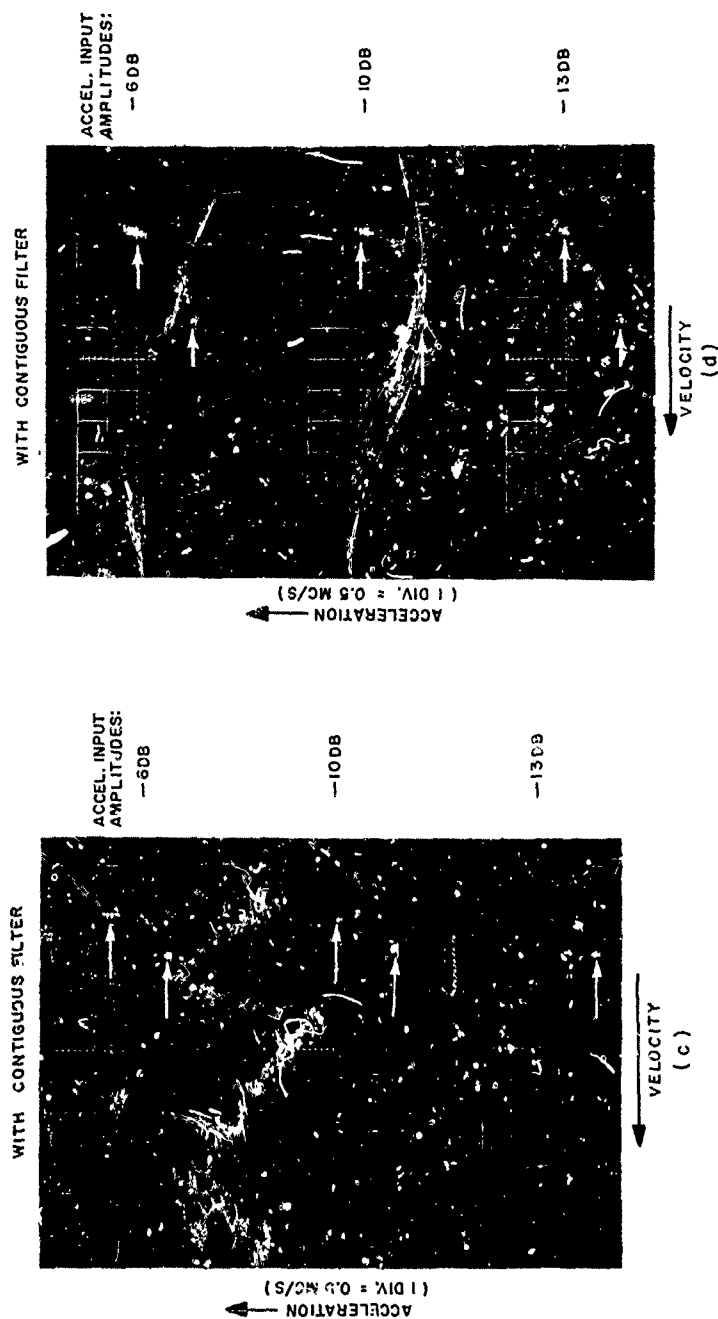 WITH CONTIGUOUS FILTER
ACCELERATION
(1 DIV. = 0.5 MC/S)
ACCEL. INPUT
AMPLITUDES:
—6DB
—10DB
—13DB
VELOCITY
(c)
WITH CONTIGUOUS FILTER
ACCELERATION
(1 DIV. = 0.5 MC/S)
ACCEL. INPUT
AMPLITUDES:
—6DB
—10DB
—13DB
VELOCITY
(d)